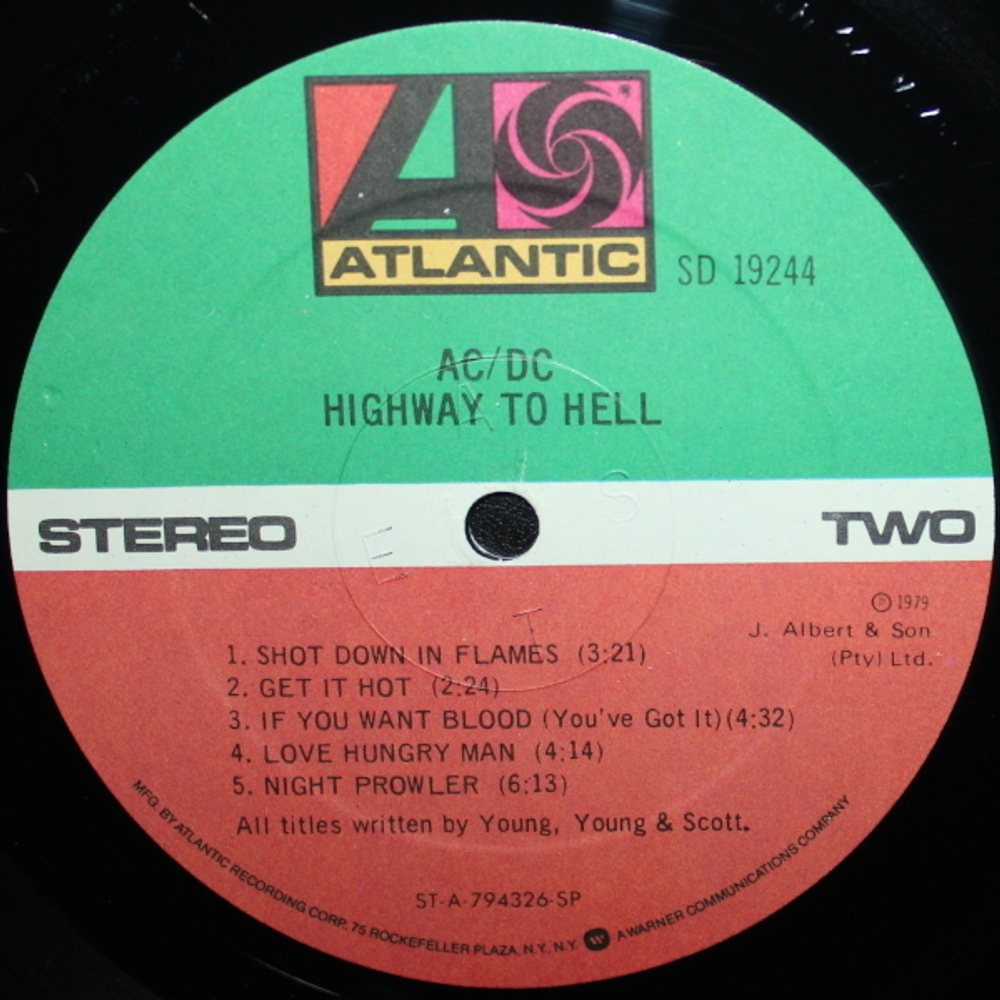 ATLANTIC
SD 19244
AC/DC
HIGHWAY TO HELL
STEREO
TWO
Ⓟ 1979
J. Albert & Son
(Pty) Ltd.
1. SHOT DOWN IN FLAMES (3:21)
2. GET IT HOT (2:24)
3. IF YOU WANT BLOOD (You've Got It)(4:32)
4. LOVE HUNGRY MAN (4:14)
5. NIGHT PROWLER (6:13)
All titles written by Young, Young & Scott.
ST-A-794326-SP
MFG. BY ATLANTIC RECORDING CORP. 75 ROCKEFELLER PLAZA, N.Y. N.Y. A WARNER COMMUNICATIONS COMPANY